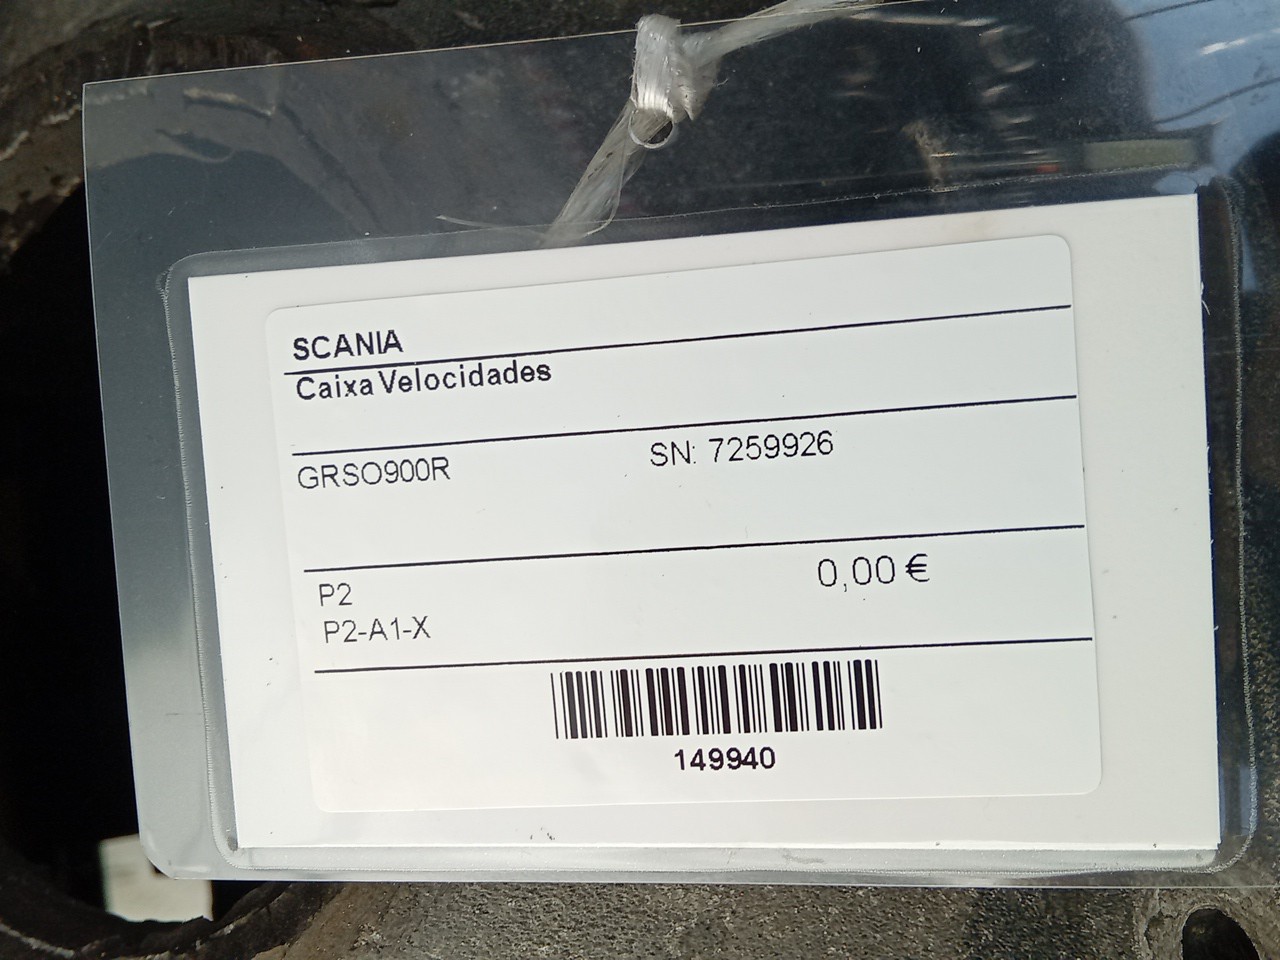 SCANIA
Caixa Velocidades
GRSO900R SN: 7259926
P2 0,00 €
P2-A1-X
149940